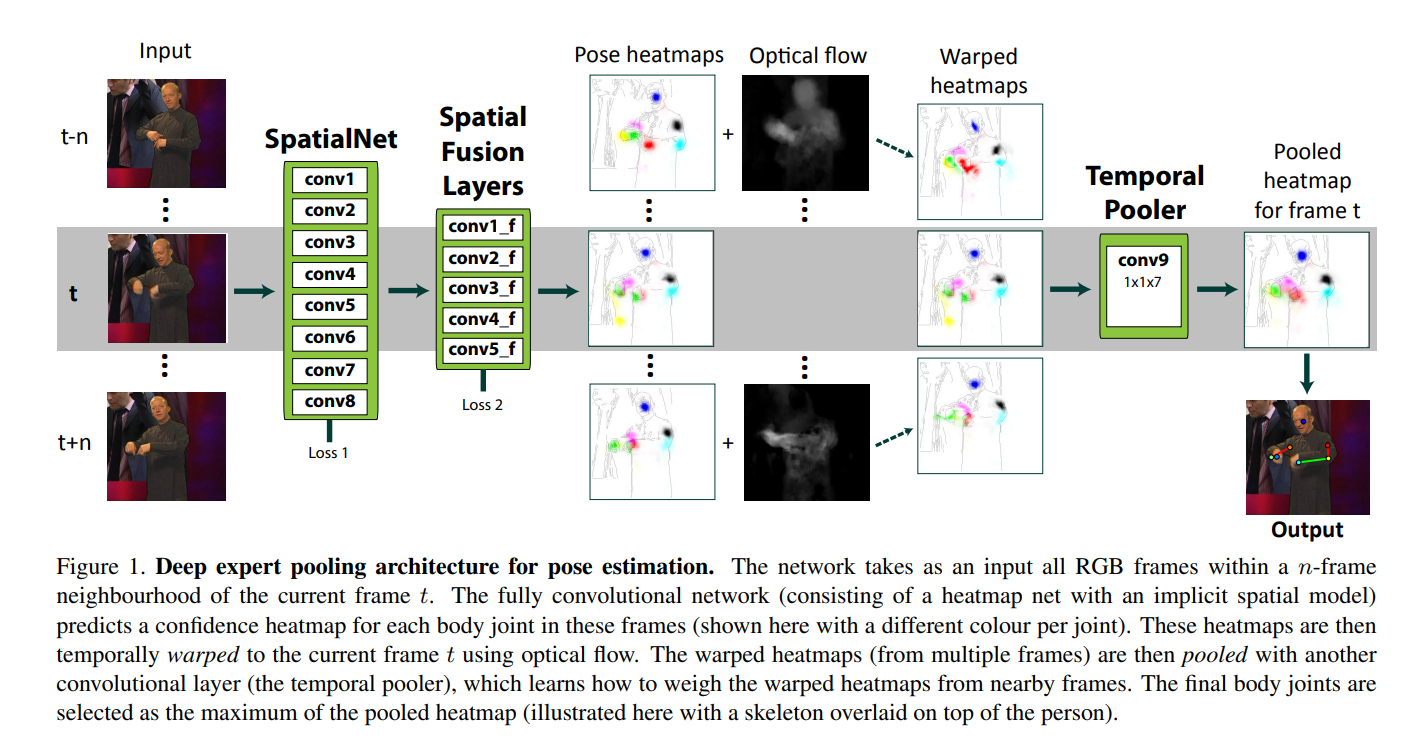 Input
Pose heatmaps
Optical flow
Warped
heatmaps
t-n
SpatialNet
conv1
conv2
conv3
conv4
conv5
conv6
conv7
conv8
Loss 1
Spatial
Fusion
Layers
conv1_f
conv2_f
conv3_f
conv4_f
conv5_f
Loss 2
+
Temporal
Pooler
conv9
1x1x7
Pooled
heatmap
for frame t
t
t+n
+
Output
Figure 1. Deep expert pooling architecture for pose estimation. The network takes as an input all RGB frames within a n-frame
neighbourhood of the current frame t. The fully convolutional network (consisting of a heatmap net with an implicit spatial model)
predicts a confidence heatmap for each body joint in these frames (shown here with a different colour per joint). These heatmaps are then
temporally warped to the current frame t using optical flow. The warped heatmaps (from multiple frames) are then pooled with another
convolutional layer (the temporal pooler), which learns how to weigh the warped heatmaps from nearby frames. The final body joints are
selected as the maximum of the pooled heatmap (illustrated here with a skeleton overlaid on top of the person).